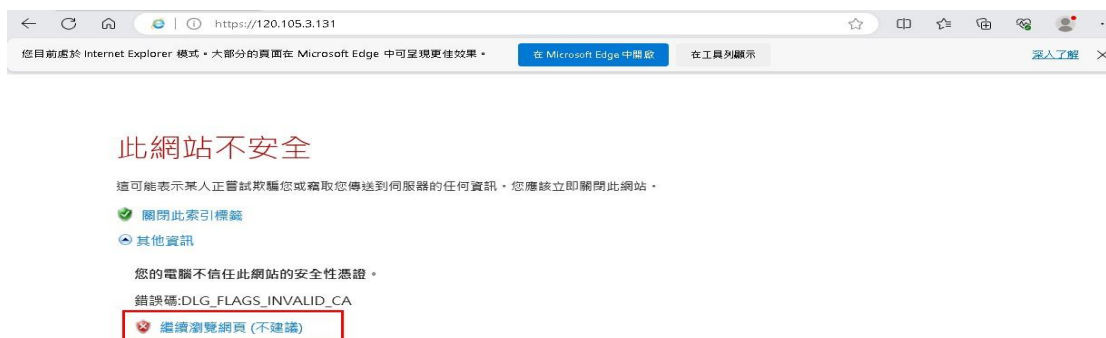 https://120.105.3.131
您目前處於 Internet Explorer 模式。大部分的頁面在 Microsoft Edge 中可呈現更佳效果。 在 Microsoft Edge 中開啟 在工具列顯示 深入了解
此網站不安全
這可能表示某人正嘗試欺騙您或竊取您傳送到伺服器的任何資訊。您應該立即關閉此網站。
關閉此索引標籤
其他資訊
您的電腦不信任此網站的安全性憑證。
錯誤碼:DLG_FLAGS_INVALID_CA
繼續瀏覽網頁 (不建議)